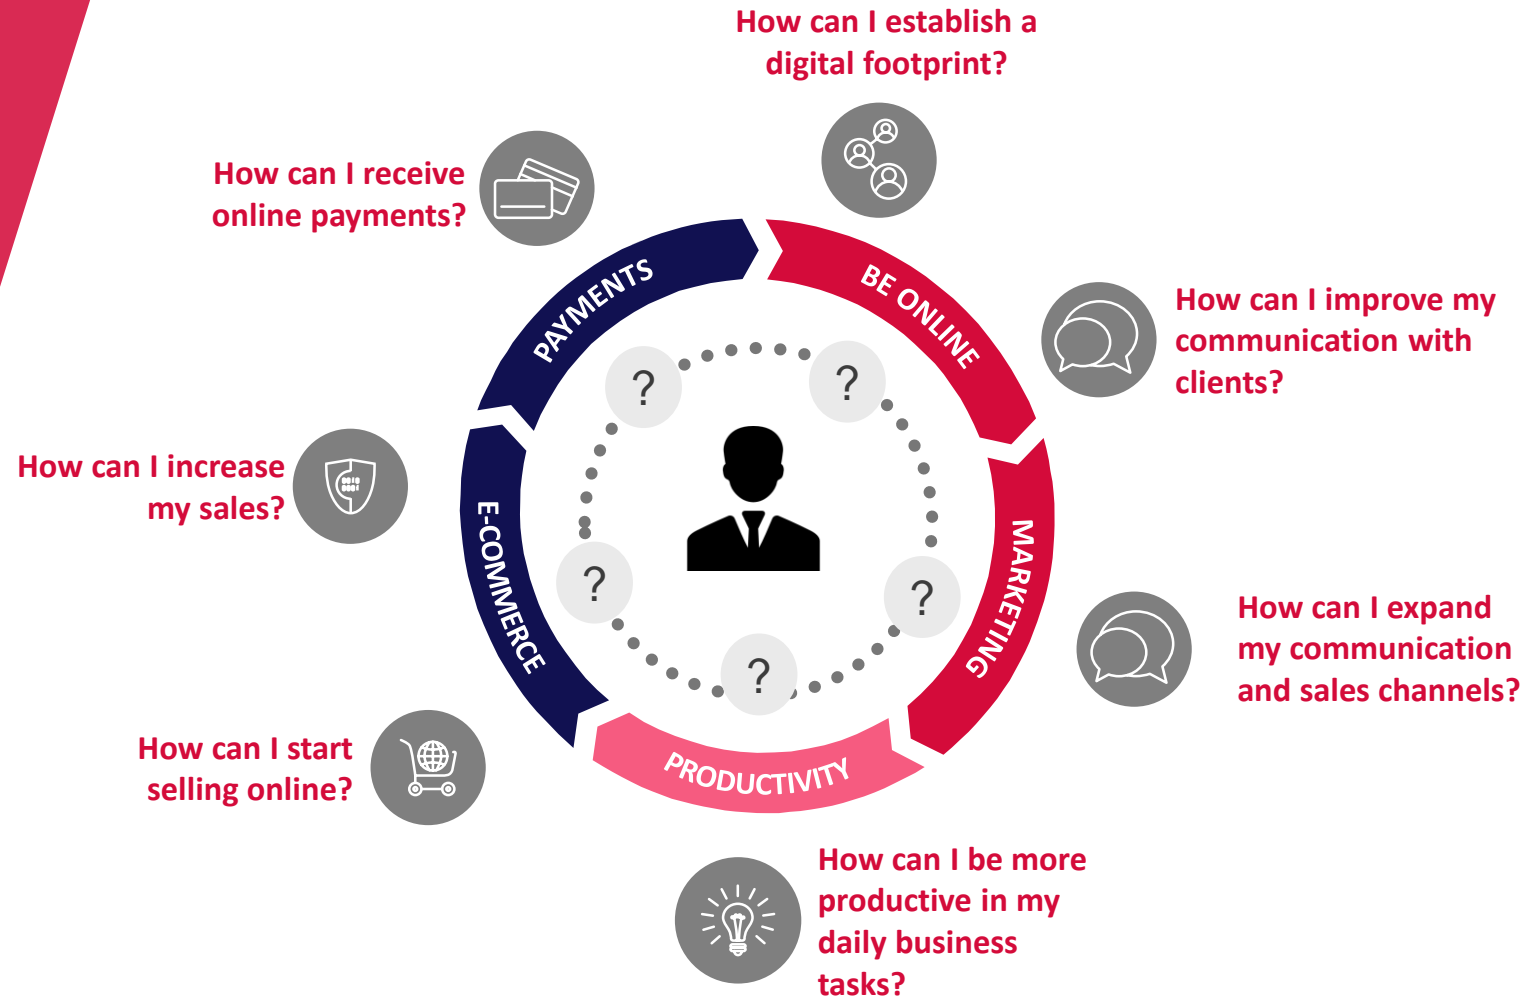 How can I establish a
digital footprint?
How can I receive
online payments?
PAYMENTS
BE ONLINE
How can I improve my
communication with
clients?
?
?
How can I increase
my sales?
E-COMMERCE
MARKETING
?
?
?
How can I expand
my communication
and sales channels?
How can I start
selling online?
PRODUCTIVITY
How can I be more
productive in my
daily business
tasks?